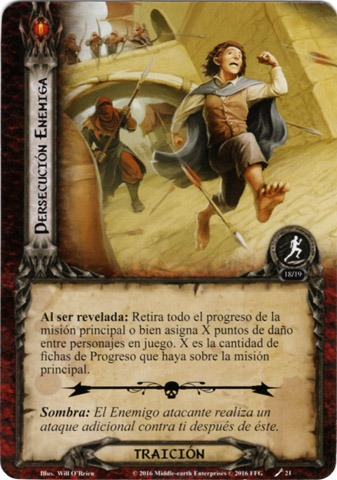 PERSECUCIÓN ENEMIGA
18/19
Al ser revelada: Retira todo el progreso de la
misión principal o bien asigna X puntos de daño
entre personajes en juego. X es la cantidad de
fichas de Progreso que haya sobre la misión
principal.
Sombra: El Enemigo atacante realiza un
ataque adicional contra ti después de éste.
TRAICIÓN
Illus. Will O'Brien © 2016 Middle-earth Enterprises © 2016 FFG 21